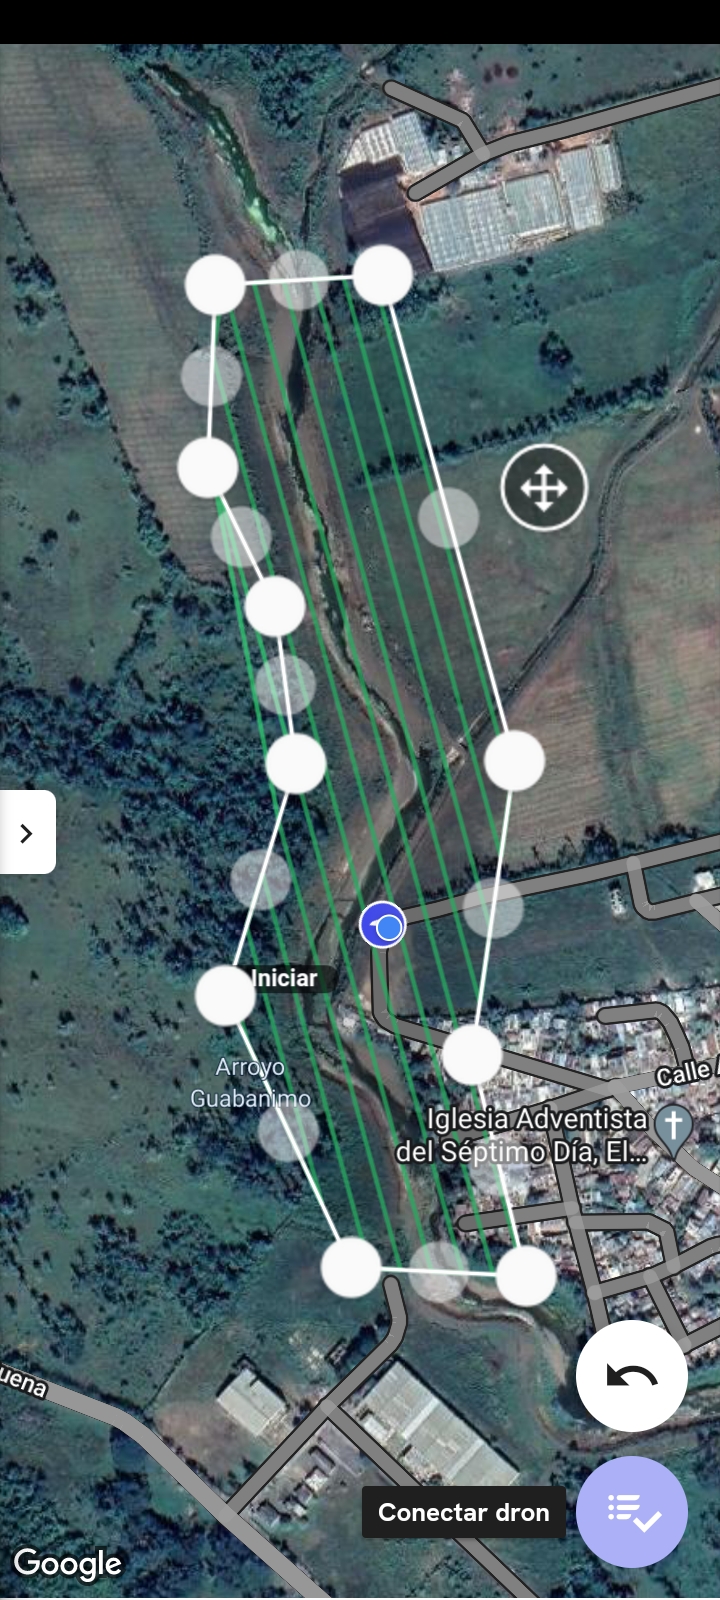 Iniciar
Arroyo
Guabanimo
Calle
Iglesia Adventista
del Séptimo Día, El...
uena
Conectar dron
Google